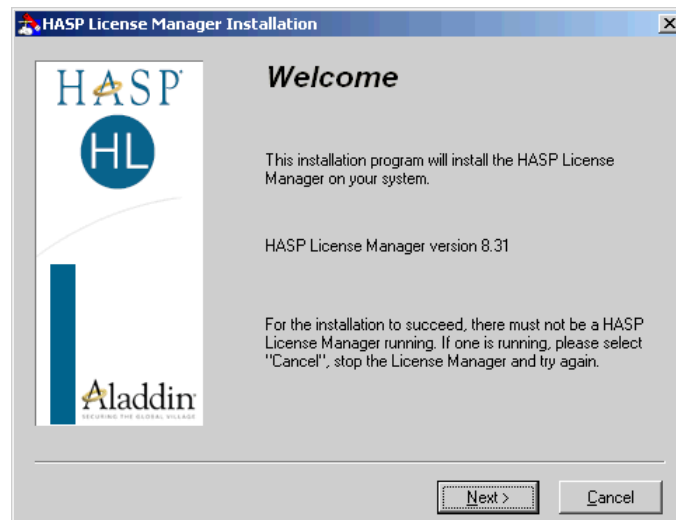 HASP License Manager Installation
HASP
HL
Aladdin
SECURING THE GLOBAL VILLAGE
Welcome
This installation program will install the HASP License
Manager on your system.
HASP License Manager version 8.31
For the installation to succeed, there must not be a HASP
License Manager running. If one is running, please select
"Cancel", stop the License Manager and try again.
Next >
Cancel